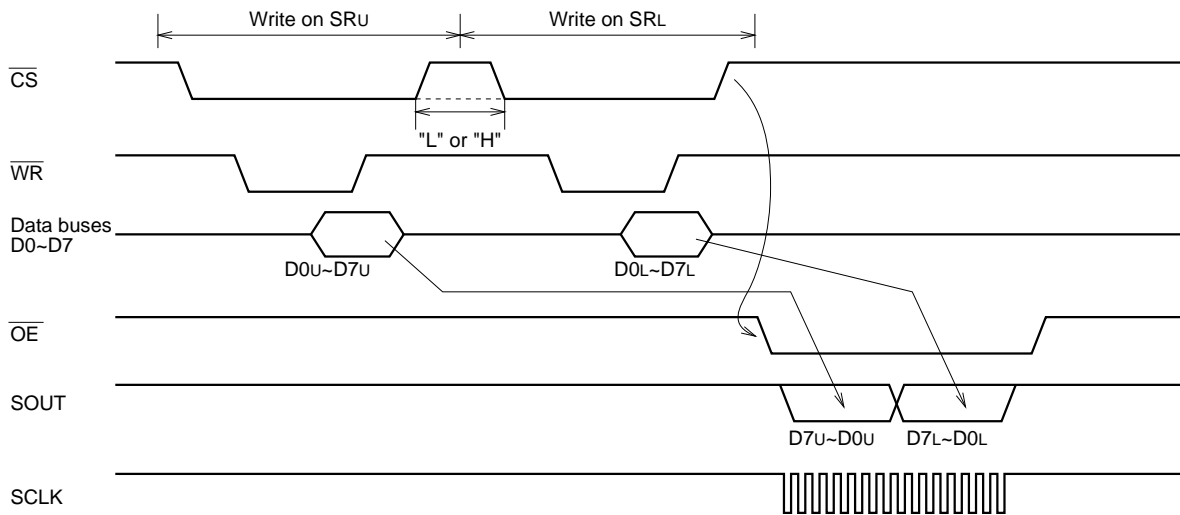 Write on SRU
Write on SRL
CS
"L" or "H"
WR
Data buses
D0~D7
D0U~D7U
D0L~D7L
OE
SOUT
D7U~D0U
D7L~D0L
SCLK